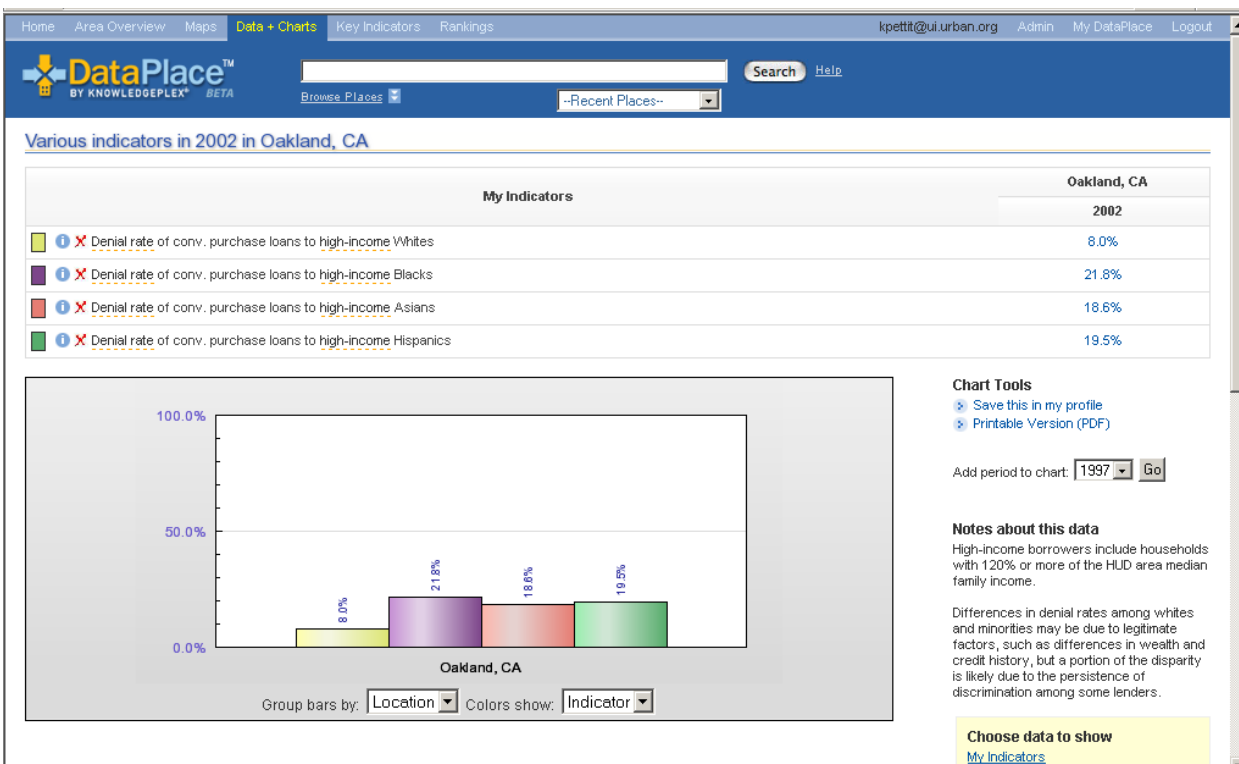 Home Area Overview Maps Data + Charts Key Indicators Rankings kpettit@ui.urban.org Admin My DataPlace Logout
DataPlace™
BY KNOWLEDGEPLEX® BETA
Search Help
Browse Places --Recent Places--
Various indicators in 2002 in Oakland, CA
My Indicators
Oakland, CA
2002
Denial rate of conv. purchase loans to high-income Whites 8.0%
Denial rate of conv. purchase loans to high-income Blacks 21.8%
Denial rate of conv. purchase loans to high-income Asians 18.6%
Denial rate of conv. purchase loans to high-income Hispanics 19.5%
100.0%
50.0%
0.0%
8.0%
21.8%
18.6%
19.5%
Oakland, CA
Group bars by: Location Colors show: Indicator
Chart Tools
Save this in my profile
Printable Version (PDF)
Add period to chart: 1997 Go
Notes about this data
High-income borrowers include households
with 120% or more of the HUD area median
family income.
Differences in denial rates among whites
and minorities may be due to legitimate
factors, such as differences in wealth and
credit history, but a portion of the disparity
is likely due to the persistence of
discrimination among some lenders.
Choose data to show
My Indicators